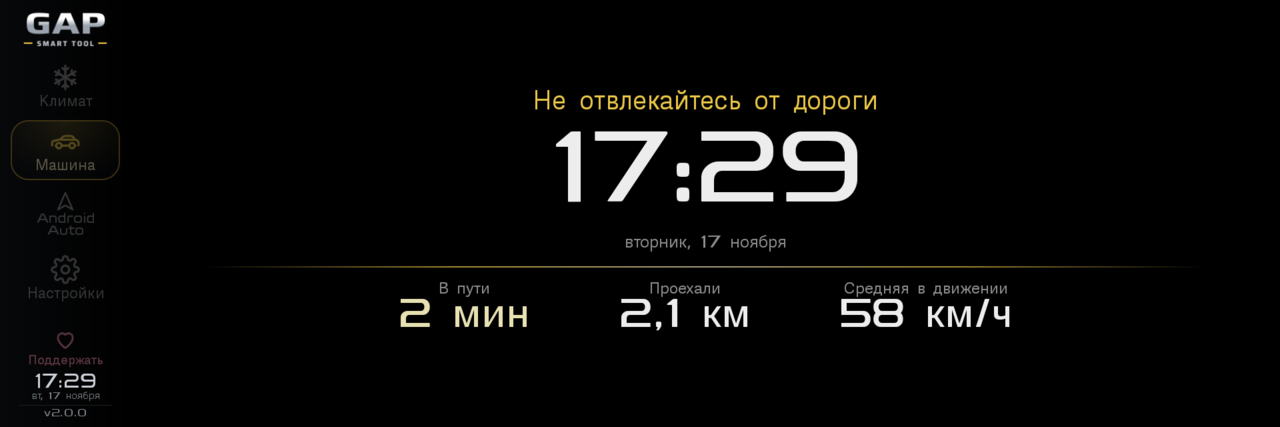 GAP
SMART TOOL
Климат
Машина
Android
Auto
Настройки
Поддержать
17:29
вт, 17 ноября
v2.0.0
Не отвлекайтесь от дороги
17:29
вторник, 17 ноября
В пути
2 мин
Проехали
2,1 км
Средняя в движении
58 км/ч